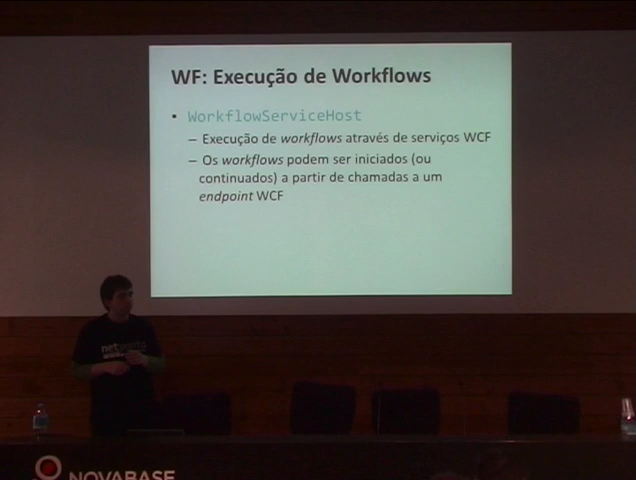 WF: Execução de Workflows
• WorkflowServiceHost
– Execução de workflows através de serviços WCF
– Os workflows podem ser iniciados (ou
continuados) a partir de chamadas a um
endpoint WCF
NOVABASE